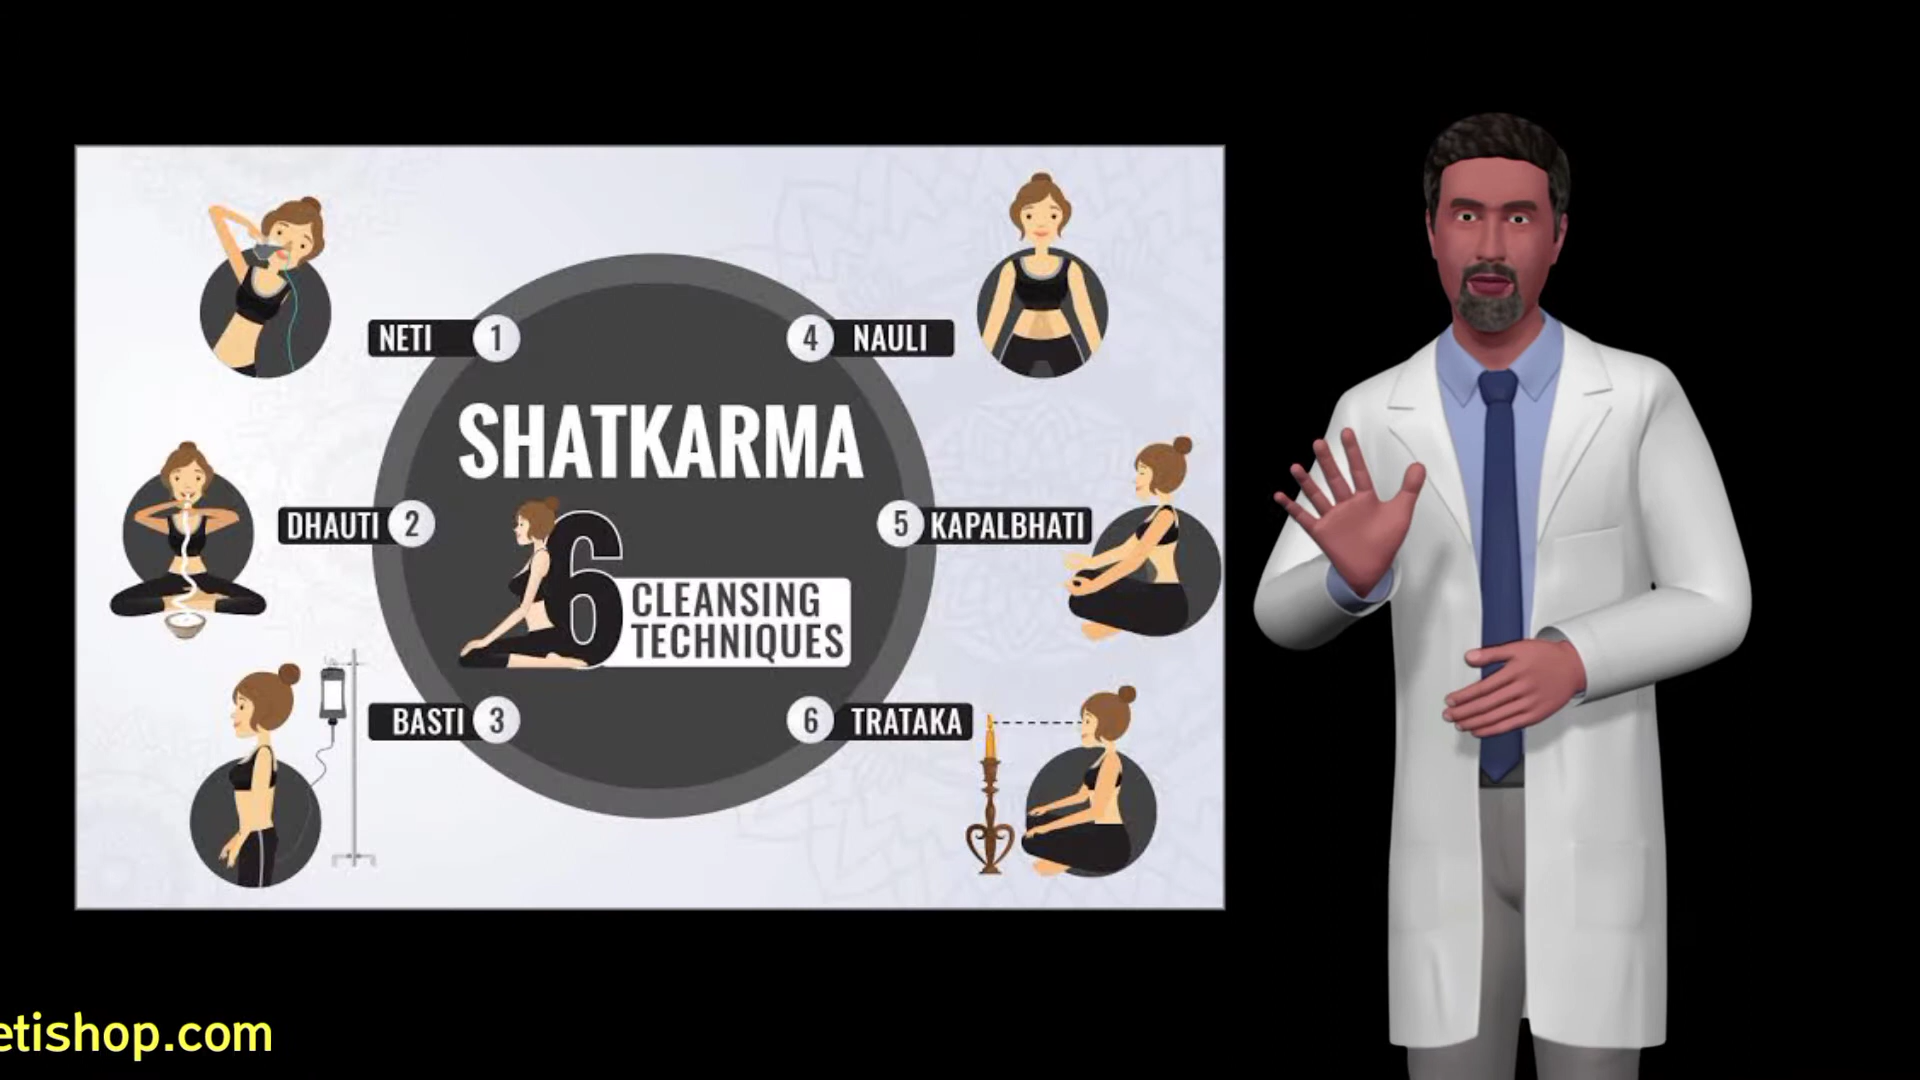 NETI 1
4 NAULI
SHATKARMA
DHAUTI 2
5 KAPALBHATI
6 CLEANSING
TECHNIQUES
BASTI 3
6 TRATAKA
etishop.com